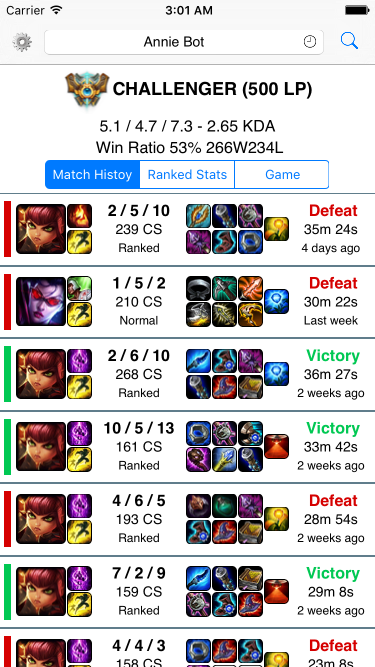 Carrier 3:01 AM
Annie Bot
CHALLENGER (500 LP)
5.1 / 4.7 / 7.3 - 2.65 KDA
Win Ratio 53% 266W234L
Match Histoy Ranked Stats Game
2 / 5 / 10 Defeat
239 CS 35m 24s
Ranked 4 days ago
1 / 5 / 2 Defeat
210 CS 30m 22s
Normal Last week
2 / 6 / 10 Victory
268 CS 36m 27s
Ranked 2 weeks ago
10 / 5 / 13 Victory
161 CS 33m 42s
Ranked 2 weeks ago
4 / 6 / 5 Defeat
193 CS 28m 54s
Ranked 2 weeks ago
7 / 2 / 9 Victory
159 CS 29m 8s
Ranked 2 weeks ago
4 / 4 / 3 Defeat
158 CS 23m 8s